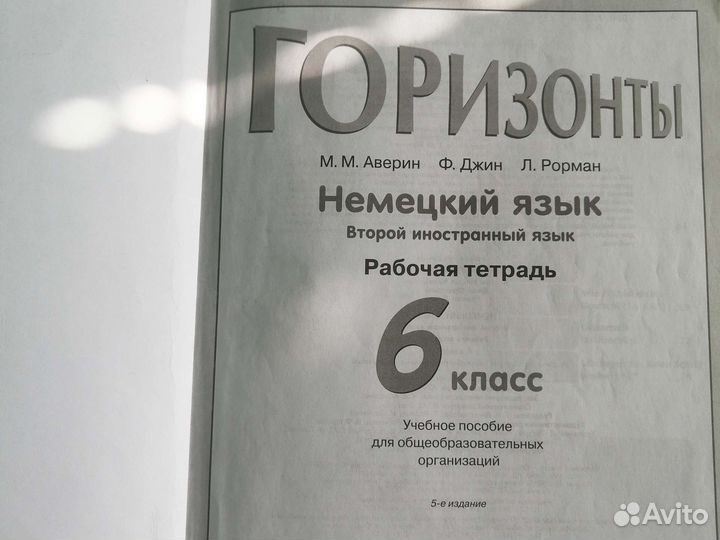 ГОРИЗОНТЫ
М. М. Аверин Ф. Джин Л. Рорман
Немецкий язык
Второй иностранный язык
Рабочая тетрадь
6 класс
Учебное пособие
для общеобразовательных
организаций
5-е издание
Avito